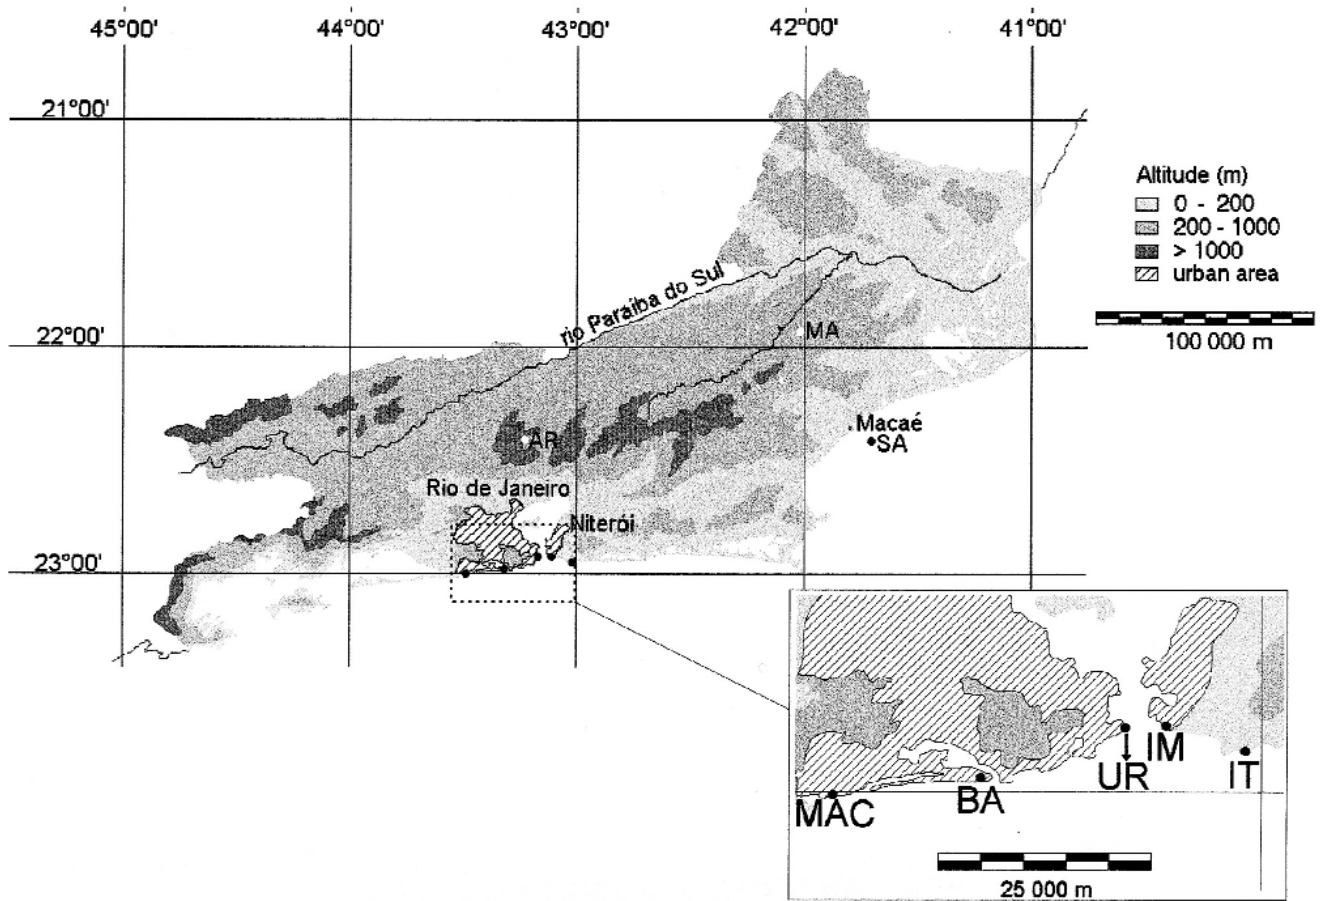 45°00'
44°00'
43°00'
42°00'
41°00'
21°00'
Altitude (m)
0 - 200
200 - 1000
> 1000
urban area
100 000 m
rio Paraíba do Sul
22°00'
MA
Macaé
SA
AR
Rio de Janeiro
Niterói
23°00'
IM
UR
IT
BA
MAC
25 000 m